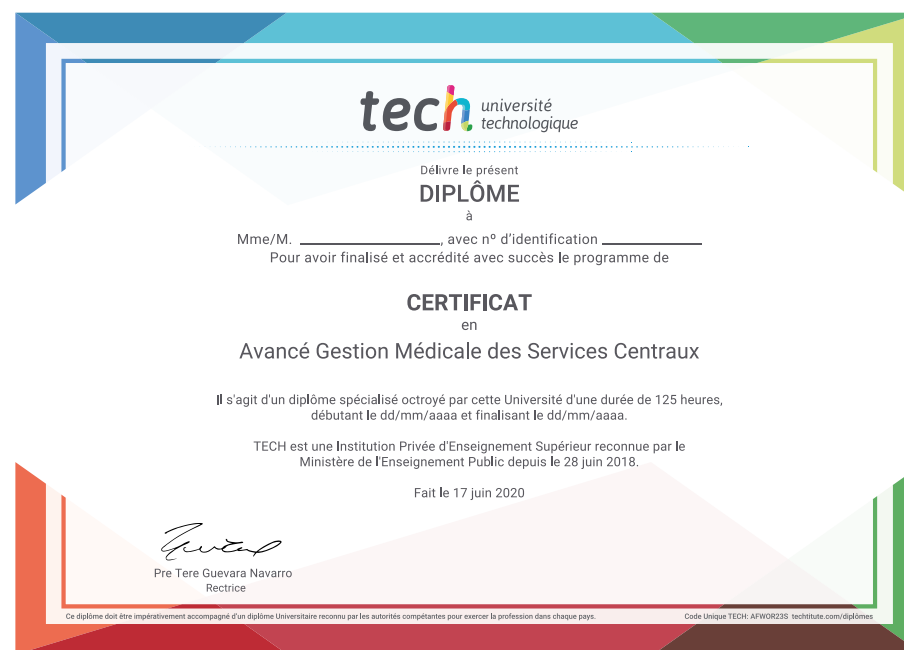 tech université
technologique
Délivre le présent
DIPLÔME
à
Mme/M. ____________________, avec nº d'identification ______________
Pour avoir finalisé et accrédité avec succès le programme de
CERTIFICAT
en
Avancé Gestion Médicale des Services Centraux
Il s'agit d'un diplôme spécialisé octroyé par cette Université d'une durée de 125 heures,
débutant le dd/mm/aaaa et finalisant le dd/mm/aaaa.
TECH est une Institution Privée d'Enseignement Supérieur reconnue par le
Ministère de l'Enseignement Public depuis le 28 juin 2018.
Fait le 17 juin 2020
Pre Tere Guevara Navarro
Rectrice
Ce diplôme doit être impérativement accompagné d'un diplôme Universitaire reconnu par les autorités compétantes pour exercer la profession dans chaque pays.
Code Unique TECH: AFWOR23S techtitute.com/diplômes